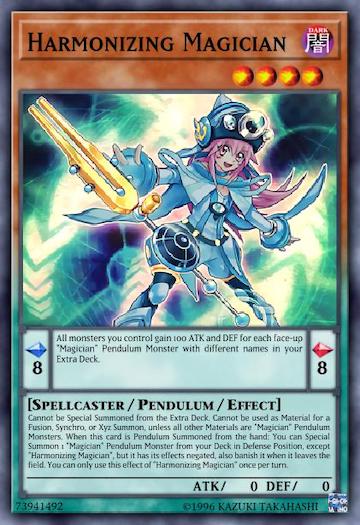 HARMONIZING MAGICIAN
DARK
闇
All monsters you control gain 100 ATK and DEF for each face-up
"Magician" Pendulum Monster with different names in your
Extra Deck.
8
8
[SPELLCASTER / PENDULUM / EFFECT]
Cannot be Special Summoned from the Extra Deck. Cannot be used as Material for a
Fusion, Synchro, or Xyz Summon, unless all other Materials are "Magician" Pendulum
Monsters. When this card is Pendulum Summoned from the hand: You can Special
Summon 1 "Magician" Pendulum Monster from your Deck in Defense Position, except
"Harmonizing Magician", but it has its effects negated, also banish it when it leaves the
field. You can only use this effect of "Harmonizing Magician" once per turn.
ATK/ 0 DEF/ 0
73941492
©1996 KAZUKI TAKAHASHI